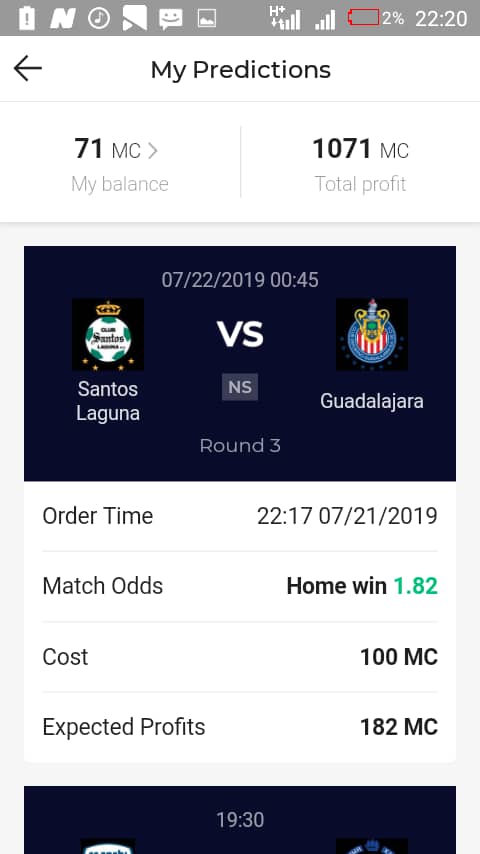 H+ 2% 22:20
My Predictions
71 MC > 1071 MC
My balance Total profit
07/22/2019 00:45
CLUB
Santos
LAGUNA
VS
NS
Santos
Laguna
Guadalajara
Round 3
Order Time 22:17 07/21/2019
Match Odds Home win 1.82
Cost 100 MC
Expected Profits 182 MC
19:30